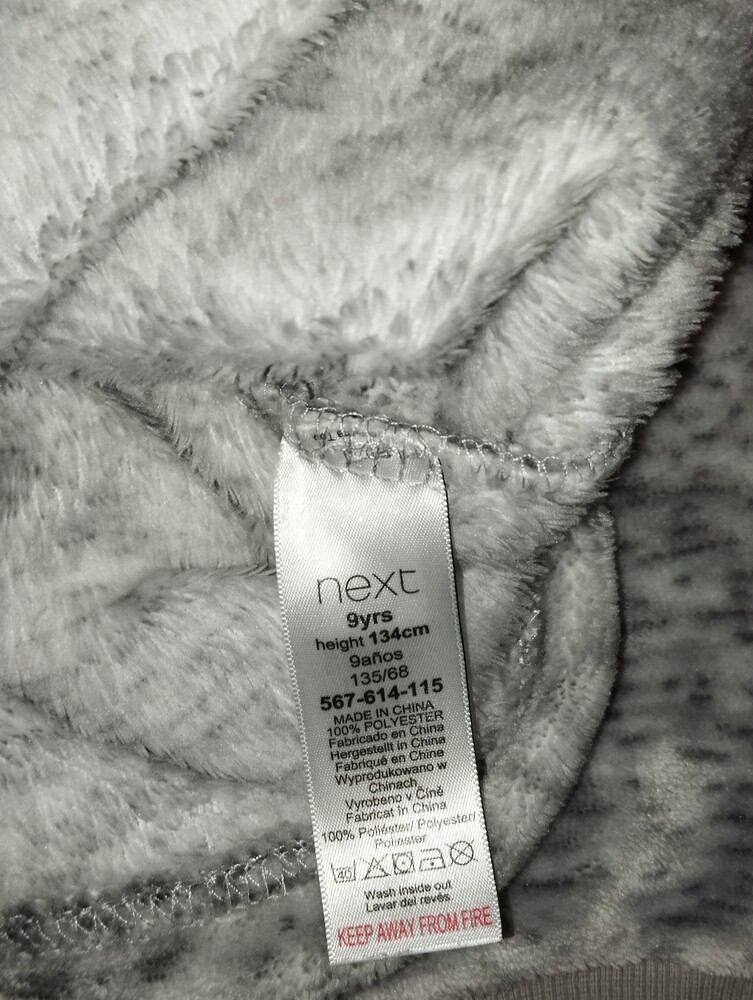 next
9yrs
height 134cm
9años
135/68
567-614-115
MADE IN CHINA
100% POLYESTER
Fabricado en China
Hergestellt in China
Fabriqué en Chine
Wyprodukowano w
Chinach
Vyrobeno v Číně
Fabricat în China
100% Poliéster/ Polyester/
Poliester
40
Wash inside out
Lavar del revés
KEEP AWAY FROM FIRE